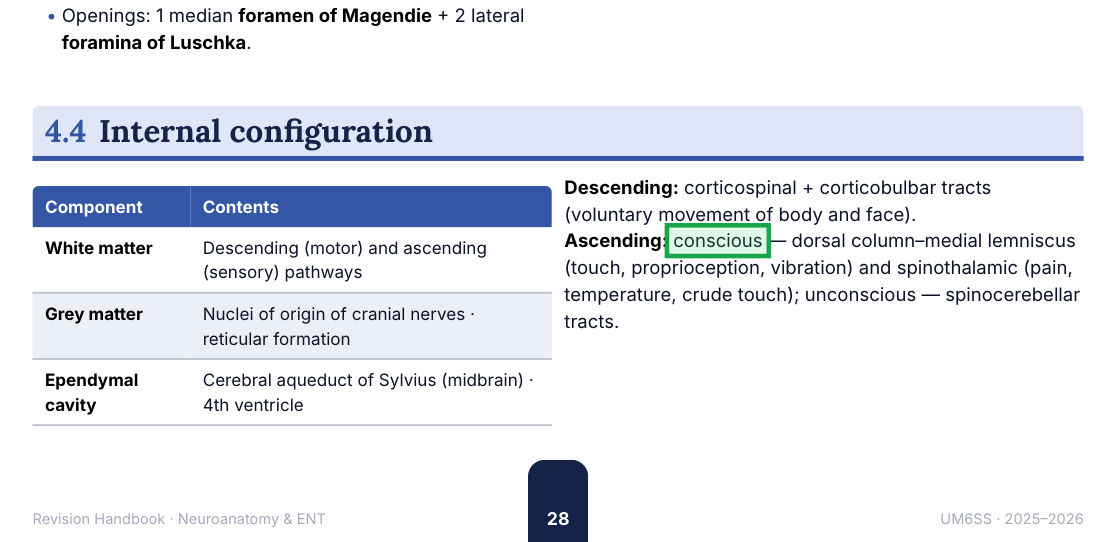 • Openings: 1 median foramen of Magendie + 2 lateral
foramina of Luschka.
4.4 Internal configuration
Component Contents
White matter Descending (motor) and ascending
(sensory) pathways
Grey matter Nuclei of origin of cranial nerves ·
reticular formation
Ependymal Cerebral aqueduct of Sylvius (midbrain) ·
cavity 4th ventricle
Descending: corticospinal + corticobulbar tracts
(voluntary movement of body and face).
Ascending: conscious — dorsal column–medial lemniscus
(touch, proprioception, vibration) and spinothalamic (pain,
temperature, crude touch); unconscious — spinocerebellar
tracts.
Revision Handbook · Neuroanatomy & ENT
28
UM6SS · 2025–2026